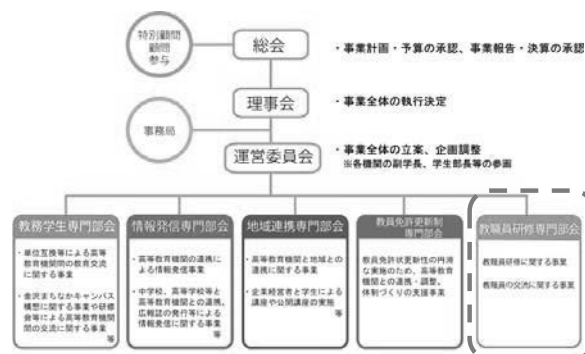 特別顧問
顧問
参与
総会
・事業計画・予算の承認、事業報告・決算の承認
理事会
・事業全体の執行決定
事務局
運営委員会
・事業全体の立案、企画調整
※各機関の副学長、学生部長等の参画
教務学生専門部会
・単位互換等による高等
教育機関間の教育交流
に関する事業
・金沢まちなかキャンパス
構想に関する事業や研修
会等による高等教育機関
間の交流に関する事業
等
情報発信専門部会
・高等教育機関の連携に
よる情報発信事業
・中学校、高等学校等と
高等教育機関との連携、
広報誌の発行等による
情報発信に関する事業
等
地域連携専門部会
・高等教育機関と地域との
連携に関する事業
・企業経営者と学生による
講座や公開講座の実施
等
教員免許更新制
専門部会
教員免許状更新性の円滑
な実施のため、高等教育
機関との連携・調整、
体制づくりの支援事業
教職員研修専門部会
教職員研修に関する事業
教職員の交流に関する事業